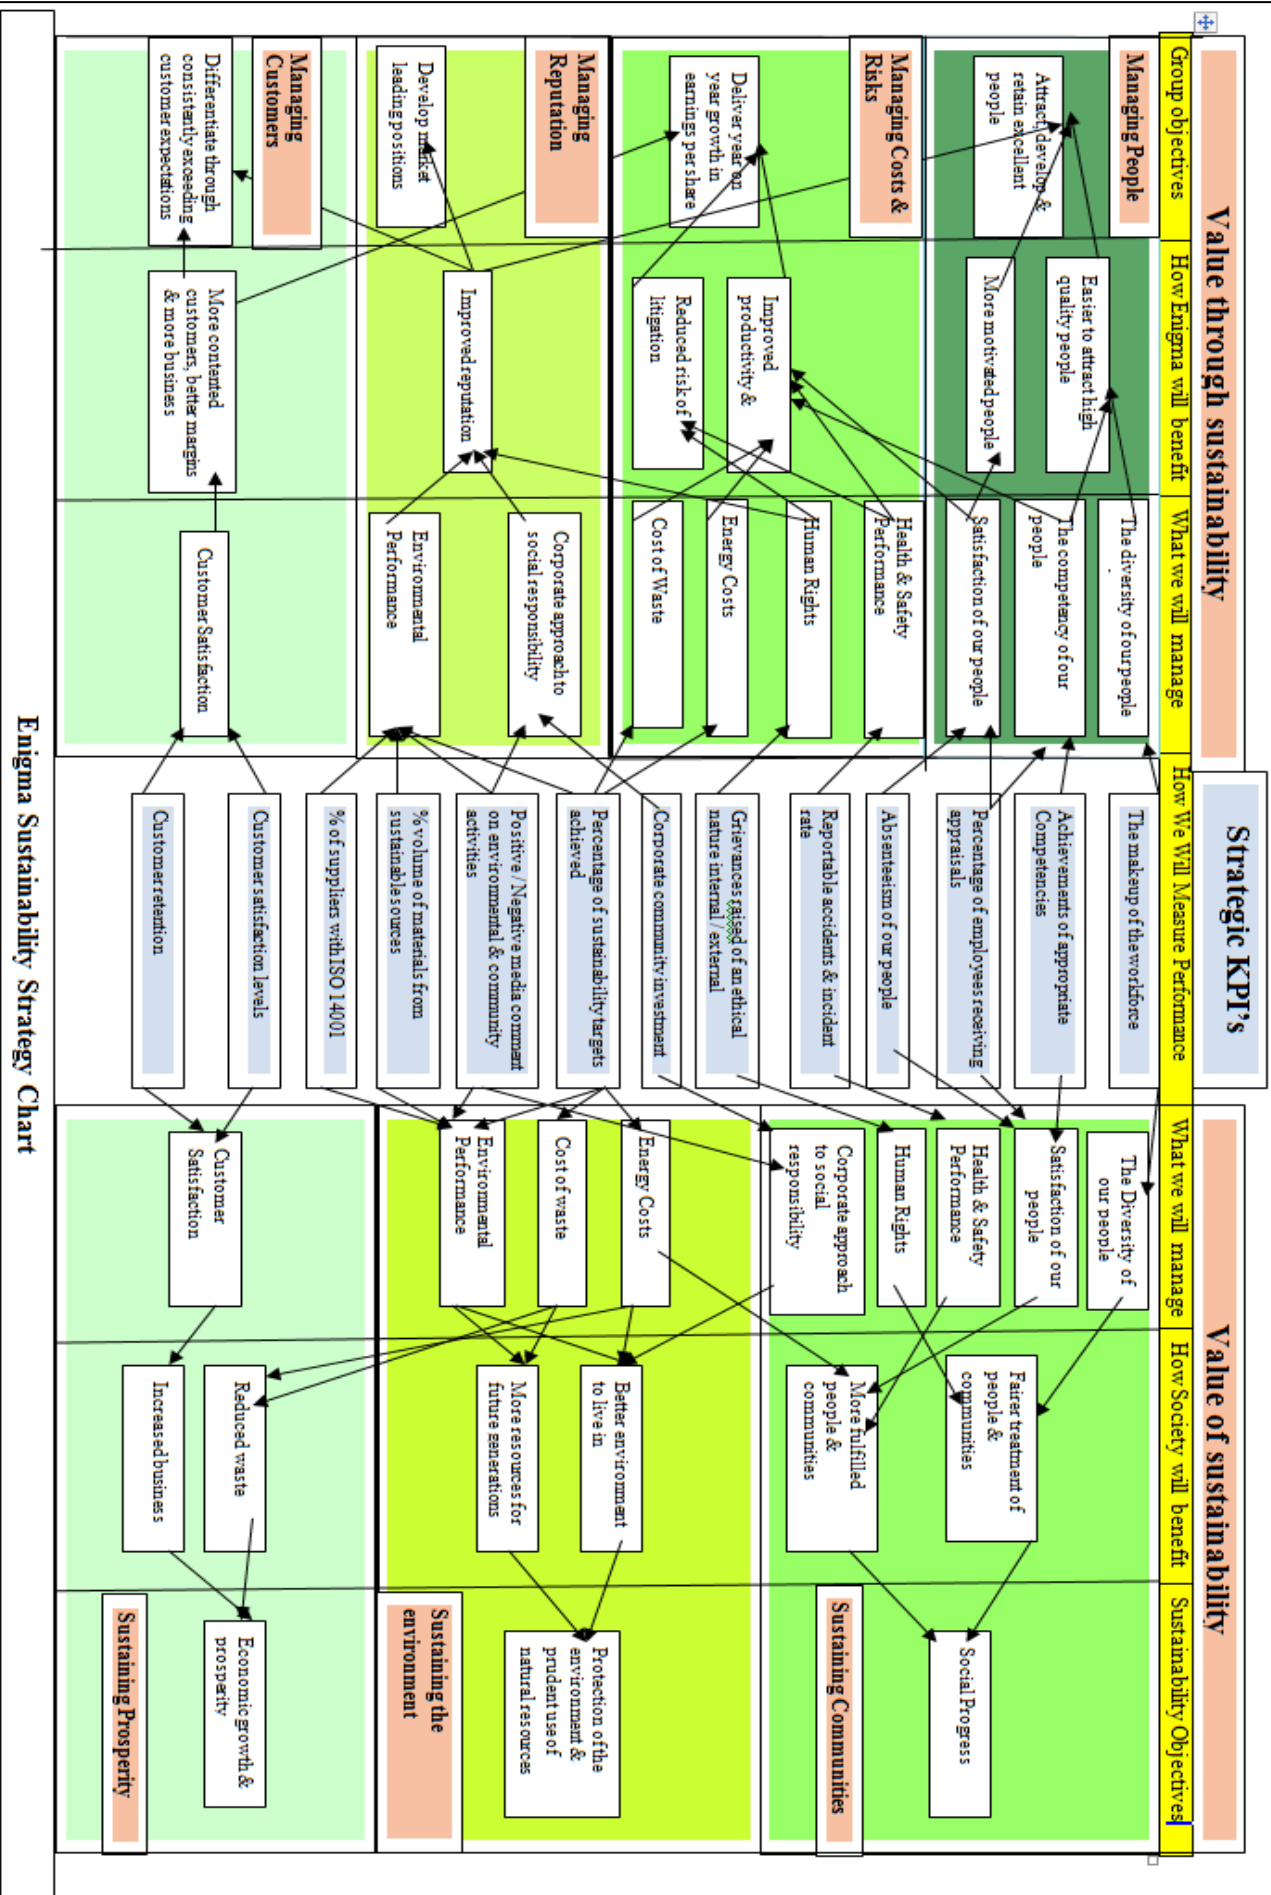 Value through sustainability
Strategic KPI's
Value of sustainability
Group objectives
How Enigma will benefit
What we will manage
How We Will Measure Performance
What we will manage
How Society will benefit
Sustainability Objectives
Managing People
Attract, develop &
retain excellent
people
Easier to attract high
quality people
More motivated people
The diversity of our people
The competency of our
people
Satisfaction of our people
Managing Costs &
Risks
Deliver year on
year growth in
earnings per share
Improved
productivity &
Reduced risk of
litigation
Health & Safety
Performance
Human Rights
Energy Costs
Cost of Waste
Managing
Reputation
Develop market
leading positions
Improved reputation
Corporate approach to
social responsibility
Environmental
Performance
Managing
Customers
Differentiate through
consistently exceeding
customer expectations
More contented
customers, better margins
& more business
Customer Satisfaction
The makeup of the workforce
Achievements of appropriate
Competencies
Percentage of employees receiving
appraisals
Absenteeism of our people
Reportable accidents & incident
rate
Grievances raised of an ethical
nature internal / external
Corporate community investment
Percentage of sustainability targets
achieved
Positive / Negative media comment
on environmental & community
activities
% volume of materials from
sustainable sources
% of suppliers with ISO 14001
Customer satisfaction levels
Customer retention
The Diversity of
our people
Satisfaction of our
people
Health & Safety
Performance
Human Rights
Corporate approach
to social
responsibility
Fairer treatment of
people &
communities
More fulfilled
people &
communities
Social Progress
Sustaining Communities
Energy Costs
Cost of waste
Environmental
Performance
Better environment
to live in
More resources for
future generations
Protection of the
environment &
prudent use of
natural resources
Sustaining the
environment
Customer
Satisfaction
Reduced waste
Increased business
Economic growth &
prosperity
Sustaining Prosperity
Enigma Sustainability Strategy Chart